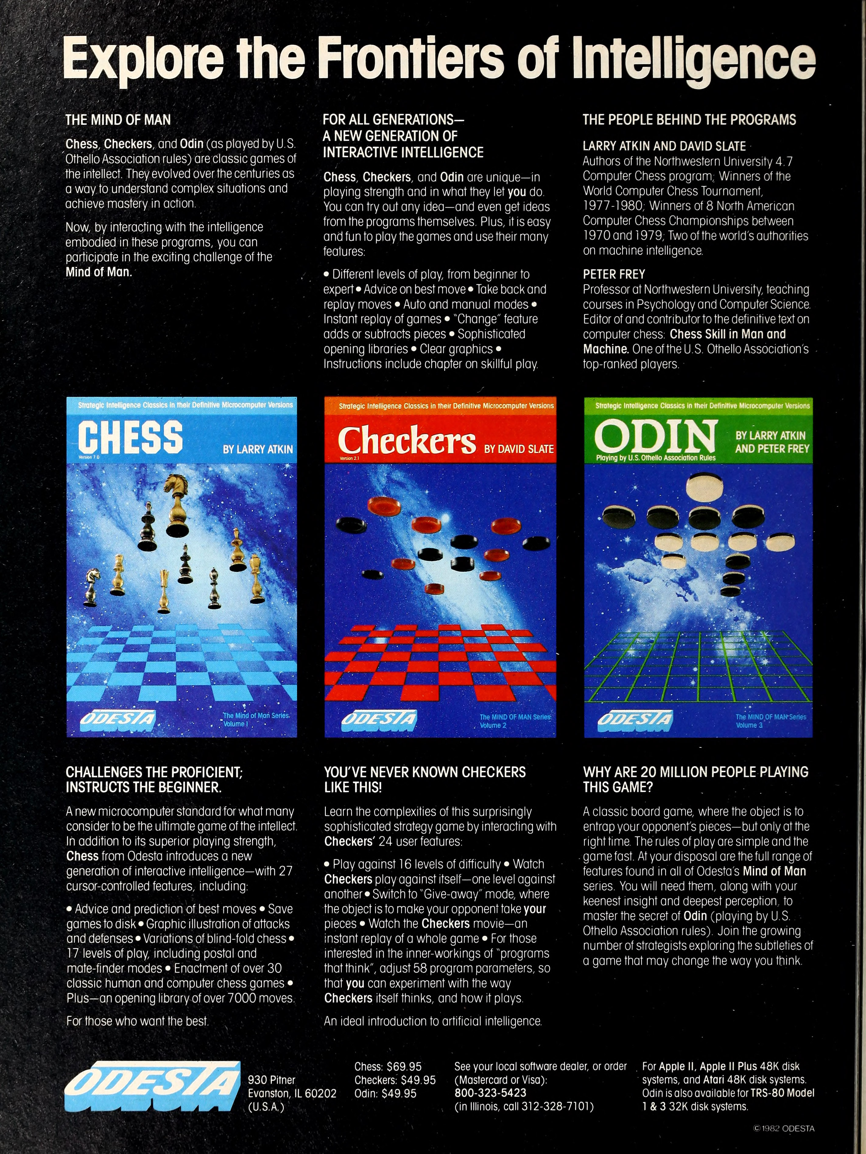 Explore the Frontiers of Intelligence
THE MIND OF MAN
Chess, Checkers, and Odin (as played by U.S.
Othello Association rules) are classic games of
the intellect. They evolved over the centuries as
a way to understand complex situations and
achieve mastery in action.
Now, by interacting with the intelligence
embodied in these programs, you can
participate in the exciting challenge of the
Mind of Man.
FOR ALL GENERATIONS—
A NEW GENERATION OF
INTERACTIVE INTELLIGENCE
Chess, Checkers, and Odin are unique—in
playing strength and in what they let you do.
You can try out any idea—and even get ideas
from the programs themselves. Plus, it is easy
and fun to play the games and use their many
features:
• Different levels of play, from beginner to
expert • Advice on best move • Take back and
replay moves • Auto and manual modes •
Instant replay of games • "Change" feature
adds or subtracts pieces • Sophisticated
opening libraries • Clear graphics •
Instructions include chapter on skillful play.
THE PEOPLE BEHIND THE PROGRAMS
LARRY ATKIN AND DAVID SLATE
Authors of the Northwestern University 4.7
Computer Chess program; Winners of the
World Computer Chess Tournament,
1977-1980; Winners of 8 North American
Computer Chess Championships between
1970 and 1979; Two of the world's authorities
on machine intelligence.
PETER FREY
Professor at Northwestern University, teaching
courses in Psychology and Computer Science.
Editor of and contributor to the definitive text on
computer chess: Chess Skill in Man and
Machine. One of the U.S. Othello Association's
top-ranked players.
Strategic Intelligence Classics in their Definitive Microcomputer Versions
CHESS
Version 7.0
BY LARRY ATKIN
ODESTA
The Mind of Man Series
Volume 1
Strategic Intelligence Classics in their Definitive Microcomputer Versions
Checkers
Version 2.1
BY DAVID SLATE
ODESTA
The MIND OF MAN Series
Volume 2
Strategic Intelligence Classics in their Definitive Microcomputer Versions
ODIN
Playing by U.S. Othello Association Rules
BY LARRY ATKIN
AND PETER FREY
ODESTA
The MIND OF MAN Series
Volume 3
CHALLENGES THE PROFICIENT;
INSTRUCTS THE BEGINNER.
A new microcomputer standard for what many
consider to be the ultimate game of the intellect.
In addition to its superior playing strength,
Chess from Odesta introduces a new
generation of interactive intelligence—with 27
cursor-controlled features, including:
• Advice and prediction of best moves • Save
games to disk • Graphic illustration of attacks
and defenses • Variations of blind-fold chess •
17 levels of play, including postal and
mate-finder modes • Enactment of over 30
classic human and computer chess games •
Plus—an opening library of over 7000 moves.
For those who want the best.
YOU'VE NEVER KNOWN CHECKERS
LIKE THIS!
Learn the complexities of this surprisingly
sophisticated strategy game by interacting with
Checkers' 24 user features:
• Play against 16 levels of difficulty • Watch
Checkers play against itself—one level against
another • Switch to "Give-away" mode, where
the object is to make your opponent take your
pieces • Watch the Checkers movie—an
instant replay of a whole game • For those
interested in the inner-workings of "programs
that think", adjust 58 program parameters, so
that you can experiment with the way
Checkers itself thinks, and how it plays.
An ideal introduction to artificial intelligence.
WHY ARE 20 MILLION PEOPLE PLAYING
THIS GAME?
A classic board game, where the object is to
entrap your opponent's pieces—but only at the
right time. The rules of play are simple and the
game fast. At your disposal are the full range of
features found in all of Odesta's Mind of Man
series. You will need them, along with your
keenest insight and deepest perception, to
master the secret of Odin (playing by U.S.
Othello Association rules). Join the growing
number of strategists exploring the subtleties of
a game that may change the way you think.
ODESTA
930 Pitner
Evanston, IL 60202
(U.S.A.)
Chess: $69.95
Checkers: $49.95
Odin: $49.95
See your local software dealer, or order
(Mastercard or Visa):
800-323-5423
(in Illinois, call 312-328-7101)
For Apple II, Apple II Plus 48K disk
systems, and Atari 48K disk systems.
Odin is also available for TRS-80 Model
1 & 3 32K disk systems.
© 1982 ODESTA